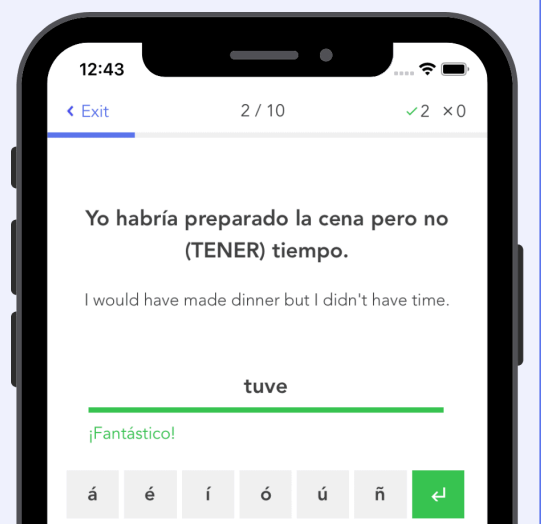 12:43
Exit
2 / 10
✓2 ×0
Yo habría preparado la cena pero no
(TENER) tiempo.
I would have made dinner but I didn't have time.
tuve
¡Fantástico!
á é í ó ú ñ